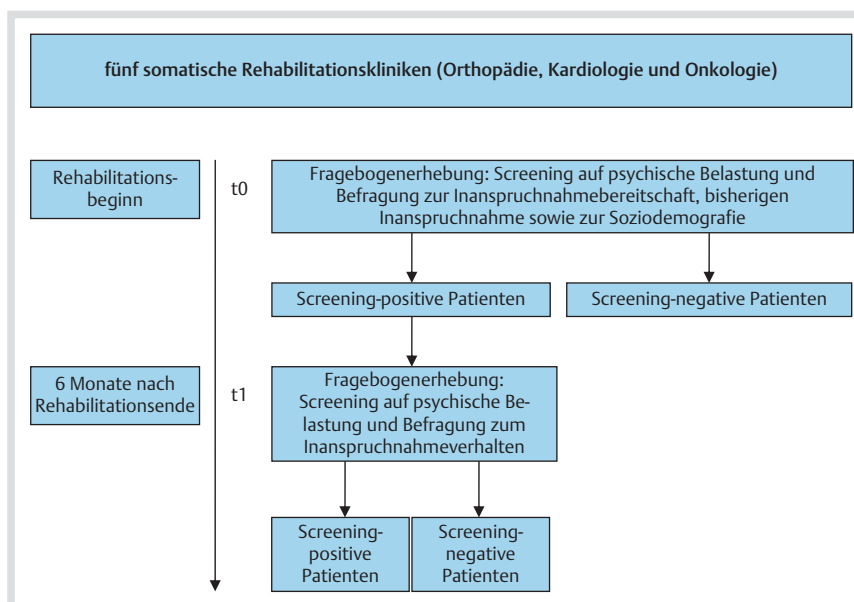 fünf somatische Rehabilitationskliniken (Orthopädie, Kardiologie und Onkologie)
Rehabilitations-
beginn
t0
Fragebogenerhebung: Screening auf psychische Belastung und
Befragung zur Inanspruchnahmebereitschaft, bisherigen
Inanspruchnahme sowie zur Soziodemografie
Screening-positive Patienten
Screening-negative Patienten
6 Monate nach
Rehabilitationsende
t1
Fragebogenerhebung:
Screening auf psychische Be-
lastung und Befragung zum
Inanspruchnahmeverhalten
Screening-
positive
Patienten
Screening-
negative
Patienten